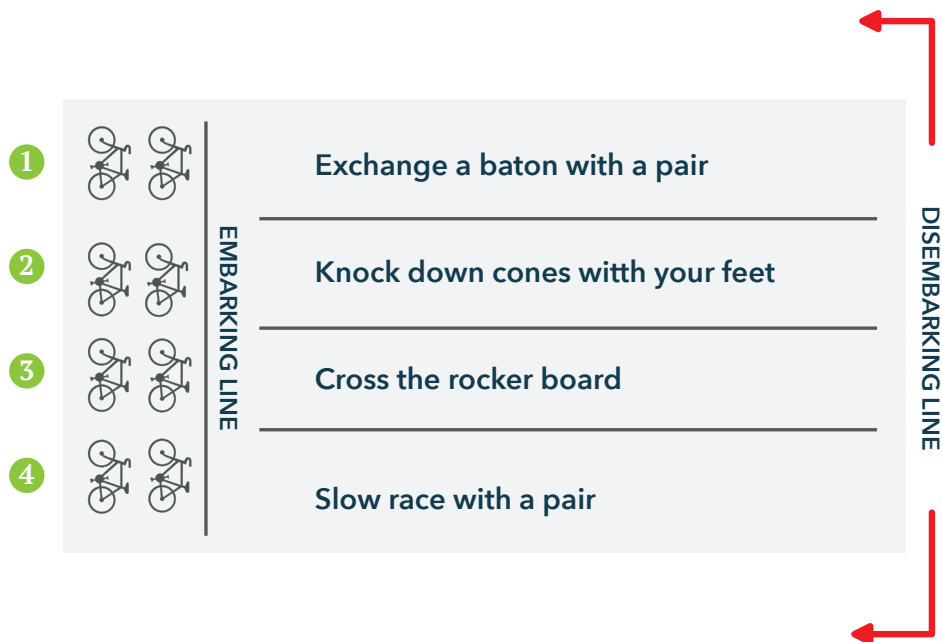 1
Exchange a baton with a pair
2
Knock down cones witth your feet
3
Cross the rocker board
4
Slow race with a pair
EMBARKING LINE
DISEMBARKING LINE